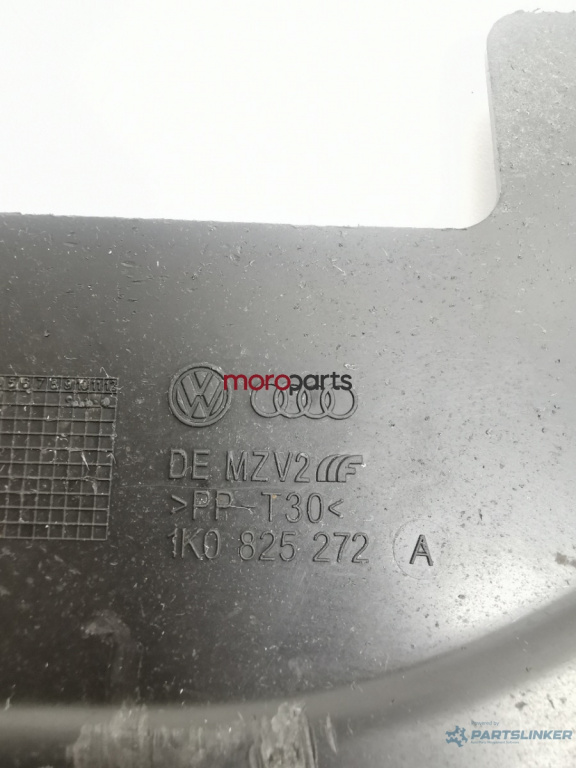 moroparts
DE MZV2
>PP-T30<
1K0 825 272 A
PARTSLINKER